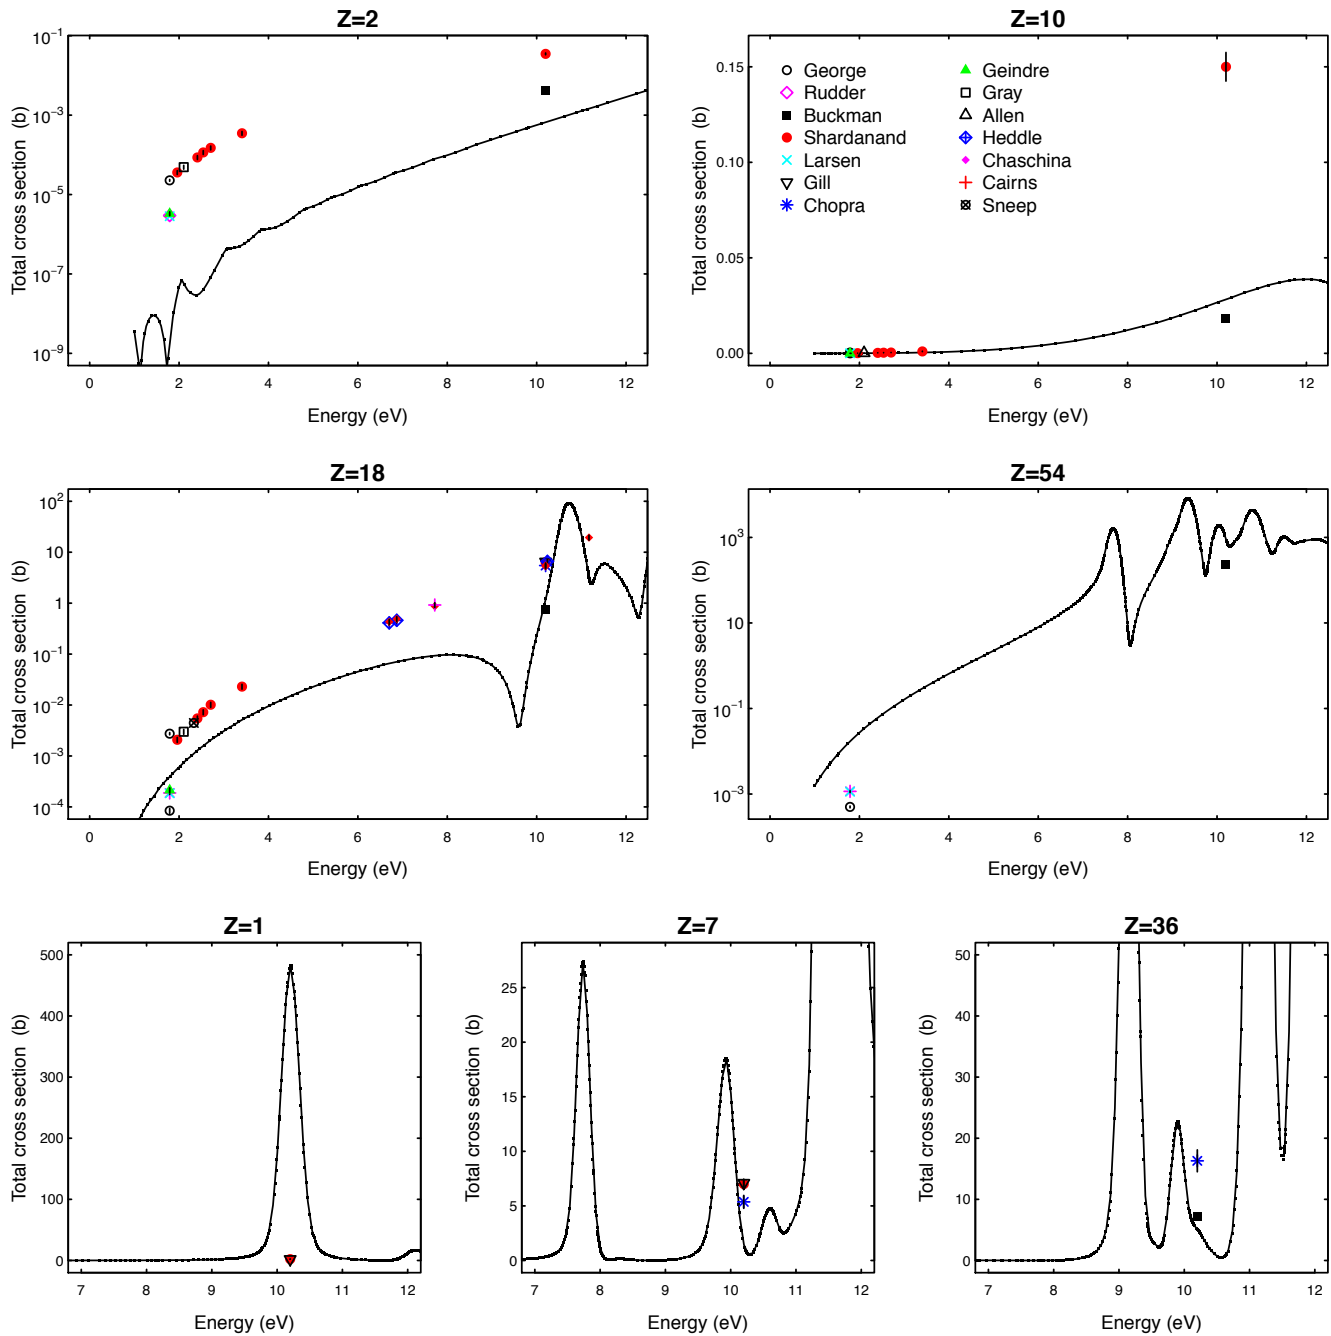 Z=2
Total cross section (b)
10⁻¹
10⁻³
10⁻⁵
10⁻⁷
10⁻⁹
0 2 4 6 8 10 12
Energy (eV)
Z=10
Total cross section (b)
0.15
0.10
0.05
0.00
George
Rudder
Buckman
Shardanand
Larsen
Gill
Chopra
Geindre
Gray
Allen
Heddle
Chaschina
Cairns
Sneep
0 2 4 6 8 10 12
Energy (eV)
Z=18
Total cross section (b)
10²
10
1
10⁻¹
10⁻²
10⁻³
10⁻⁴
0 2 4 6 8 10 12
Energy (eV)
Z=54
Total cross section (b)
10³
10
10⁻¹
10⁻³
0 2 4 6 8 10 12
Energy (eV)
Z=1
Total cross section (b)
500
400
300
200
100
0
7 8 9 10 11 12
Energy (eV)
Z=7
Total cross section (b)
25
20
15
10
5
0
7 8 9 10 11 12
Energy (eV)
Z=36
Total cross section (b)
50
40
30
20
10
0
7 8 9 10 11 12
Energy (eV)